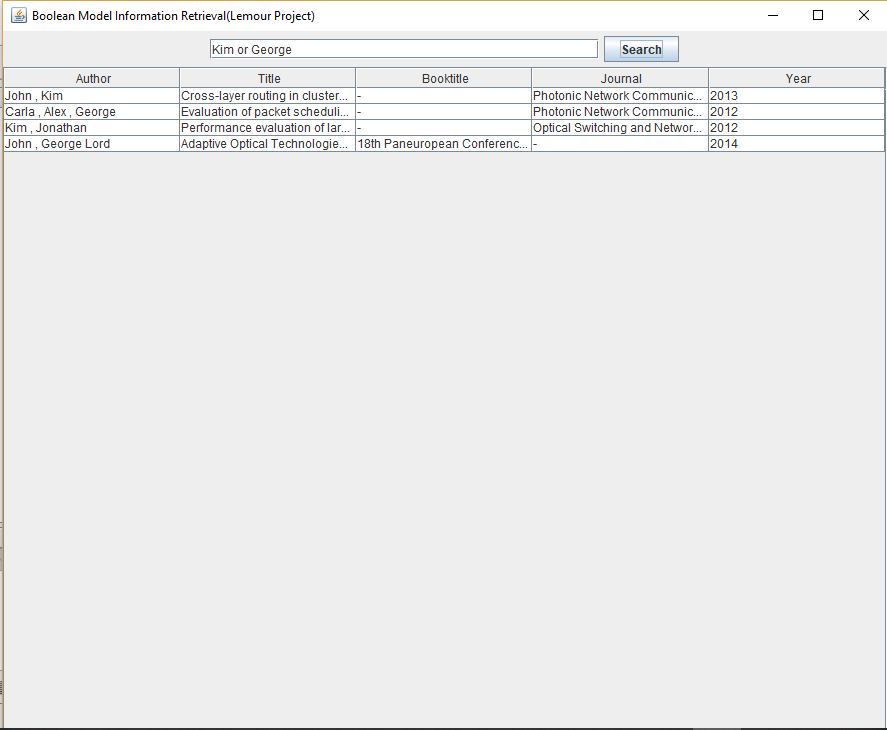 Boolean Model Information Retrieval(Lemour Project)
Kim or George Search
Author Title Booktitle Journal Year
John , Kim Cross-layer routing in cluster... - Photonic Network Communic... 2013
Carla , Alex , George Evaluation of packet scheduli... - Photonic Network Communic... 2012
Kim , Jonathan Performance evaluation of lar... - Optical Switching and Networ... 2012
John , George Lord Adaptive Optical Technologie... 18th Paneuropean Conferenc... - 2014